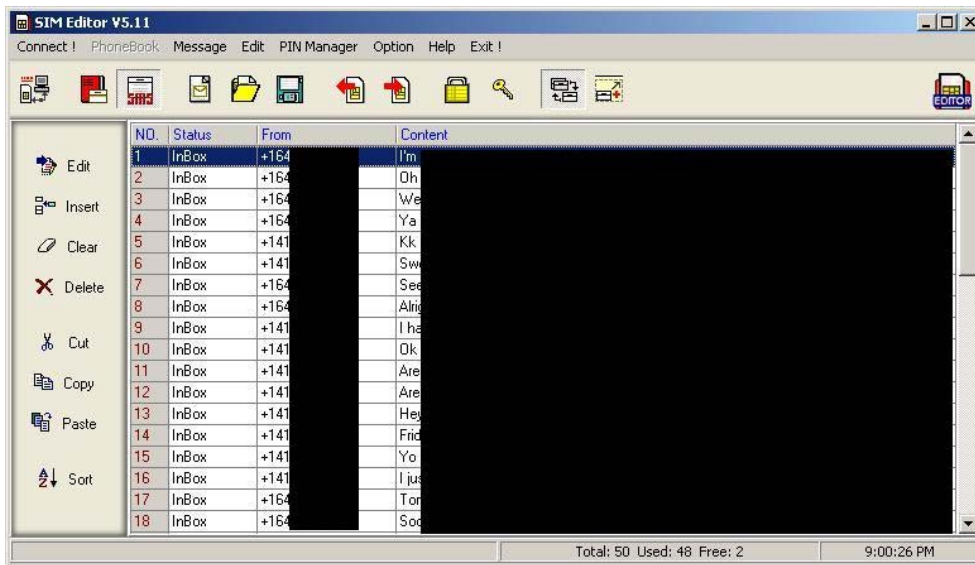 SIM Editor V5.11
Connect ! PhoneBook Message Edit PIN Manager Option Help Exit !
SMS EDITOR
NO. Status From Content
Edit
Insert
Clear
Delete
Cut
Copy
Paste
Sort
1 InBox +164 I'm
2 InBox +164 Oh
3 InBox +164 We
4 InBox +164 Ya
5 InBox +141 Kk
6 InBox +141
7 InBox +164 See
8 InBox +164
9 InBox +141 I ha
10 InBox +141 Ok
11 InBox +141 Are
12 InBox +141 Are
13 InBox +141 Hey
14 InBox +141 Frid
15 InBox +141 Yo
16 InBox +141 I jus
17 InBox +164
18 InBox +164
Total: 50 Used: 48 Free: 2 9:00:26 PM